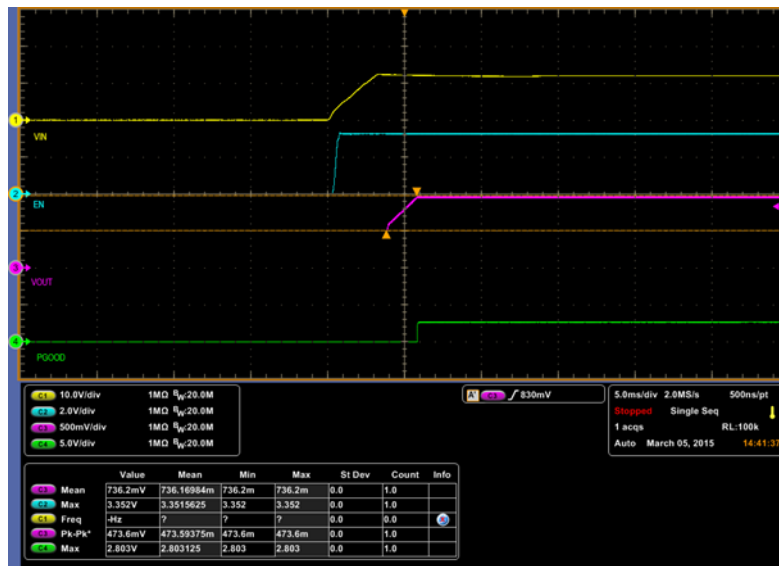 1
VIN
2
EN
3
VOUT
4
PGOOD
C1 10.0V/div 1MΩ BW:20.0M
C2 2.0V/div 1MΩ BW:20.0M
C3 500mV/div 1MΩ BW:20.0M
C4 5.0V/div 1MΩ BW:20.0M
A' C3 830mV
5.0ms/div 2.0MS/s 500ns/pt
Stopped Single Seq
1 acqs RL:100k
Auto March 05, 2015 14:41:37
Value Mean Min Max St Dev Count Info
C3 Mean 736.2mV 736.16984m 736.2m 736.2m 0.0 1.0
C2 Max 3.352V 3.3515625 3.352 3.352 0.0 1.0
C1 Freq -Hz ? ? ? 0.0 0.0
C3 Pk-Pk* 473.6mV 473.59375m 473.6m 473.6m 0.0 1.0
C4 Max 2.803V 2.803125 2.803 2.803 0.0 1.0